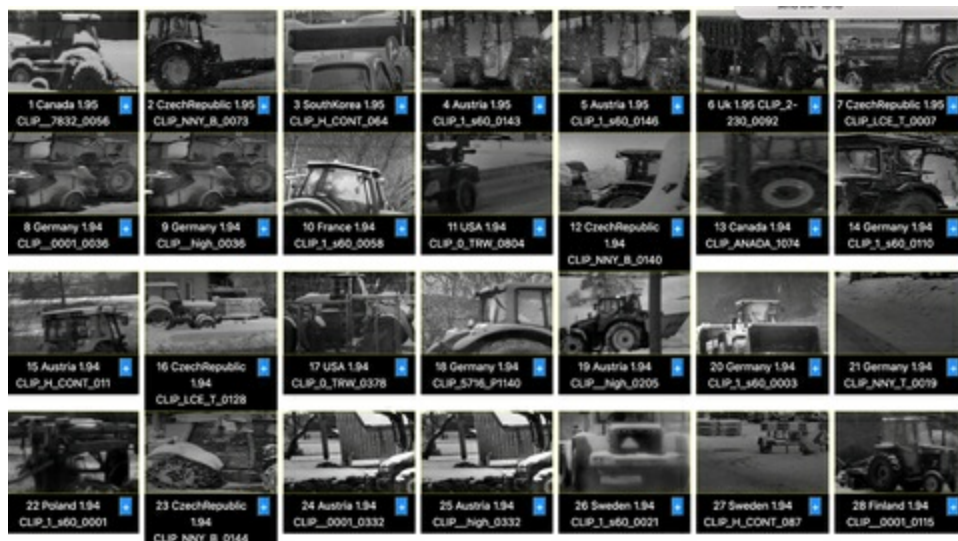 1 Canada 1.95
CLIP__7832_0056
2 CzechRepublic 1.95
CLIP_NNY_B_0073
3 SouthKorea 1.95
CLIP_H_CONT_064
4 Austria 1.95
CLIP_1_s60_0143
5 Austria 1.95
CLIP_1_s60_0146
6 Uk 1.95 CLIP_2-
230_0092
7 CzechRepublic 1.95
CLIP_LCE_T_0007
8 Germany 1.94
CLIP__0001_0036
9 Germany 1.94
CLIP__high_0036
10 France 1.94
CLIP_1_s60_0058
11 USA 1.94
CLIP_0_TRW_0804
12 CzechRepublic
1.94
CLIP_NNY_B_0140
13 Canada 1.94
CLIP_ANADA_1074
14 Germany 1.94
CLIP_1_s60_0110
15 Austria 1.94
CLIP_H_CONT_011
16 CzechRepublic
1.94
CLIP_LCE_T_0128
17 USA 1.94
CLIP_0_TRW_0378
18 Germany 1.94
CLIP_5716_P1140
19 Austria 1.94
CLIP__high_0205
20 Germany 1.94
CLIP_1_s60_0003
21 Germany 1.94
CLIP_NNY_T_0019
22 Poland 1.94
CLIP_1_s60_0001
23 CzechRepublic
1.94
CLIP_NNY_B_0144
24 Austria 1.94
CLIP__0001_0332
25 Austria 1.94
CLIP__high_0332
26 Sweden 1.94
CLIP_1_s60_0021
27 Sweden 1.94
CLIP_H_CONT_087
28 Finland 1.94
CLIP__0001_0115